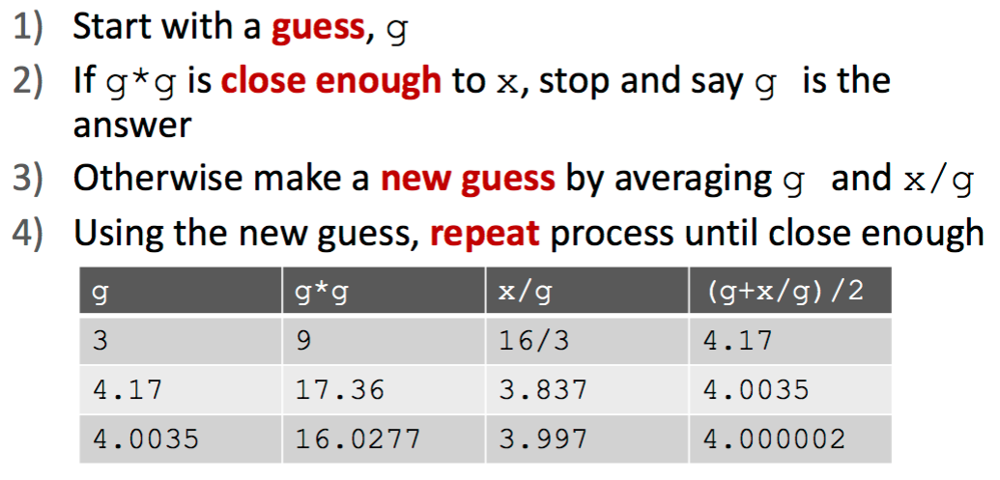 1) Start with a guess, g
2) If g*g is close enough to x, stop and say g is the
answer
3) Otherwise make a new guess by averaging g and x/g
4) Using the new guess, repeat process until close enough
g g*g x/g (g+x/g)/2
3 9 16/3 4.17
4.17 17.36 3.837 4.0035
4.0035 16.0277 3.997 4.000002